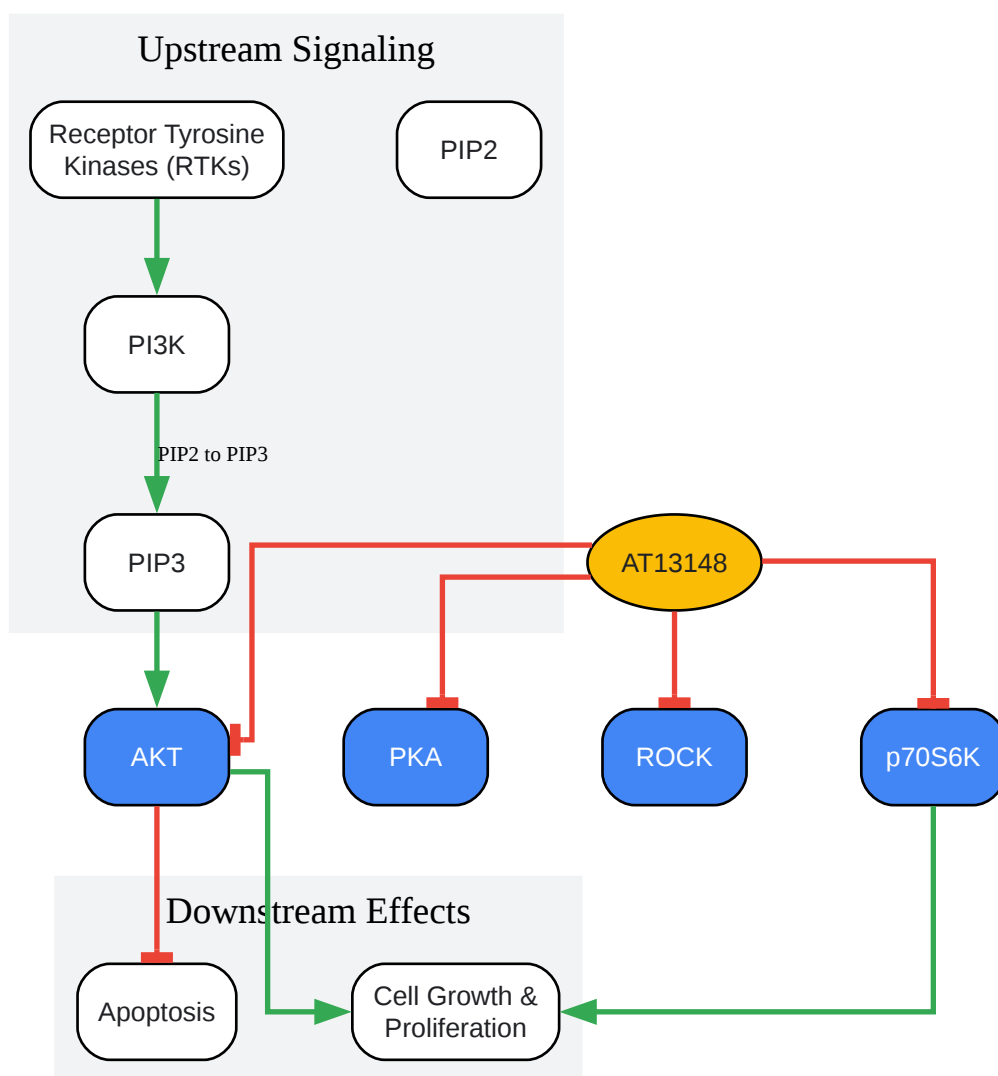 Upstream Signaling
Receptor Tyrosine
Kinases (RTKs)
PIP2
PI3K
PIP2 to PIP3
PIP3
AT13148
AKT
PKA
ROCK
p70S6K
Downstream Effects
Apoptosis
Cell Growth &
Proliferation